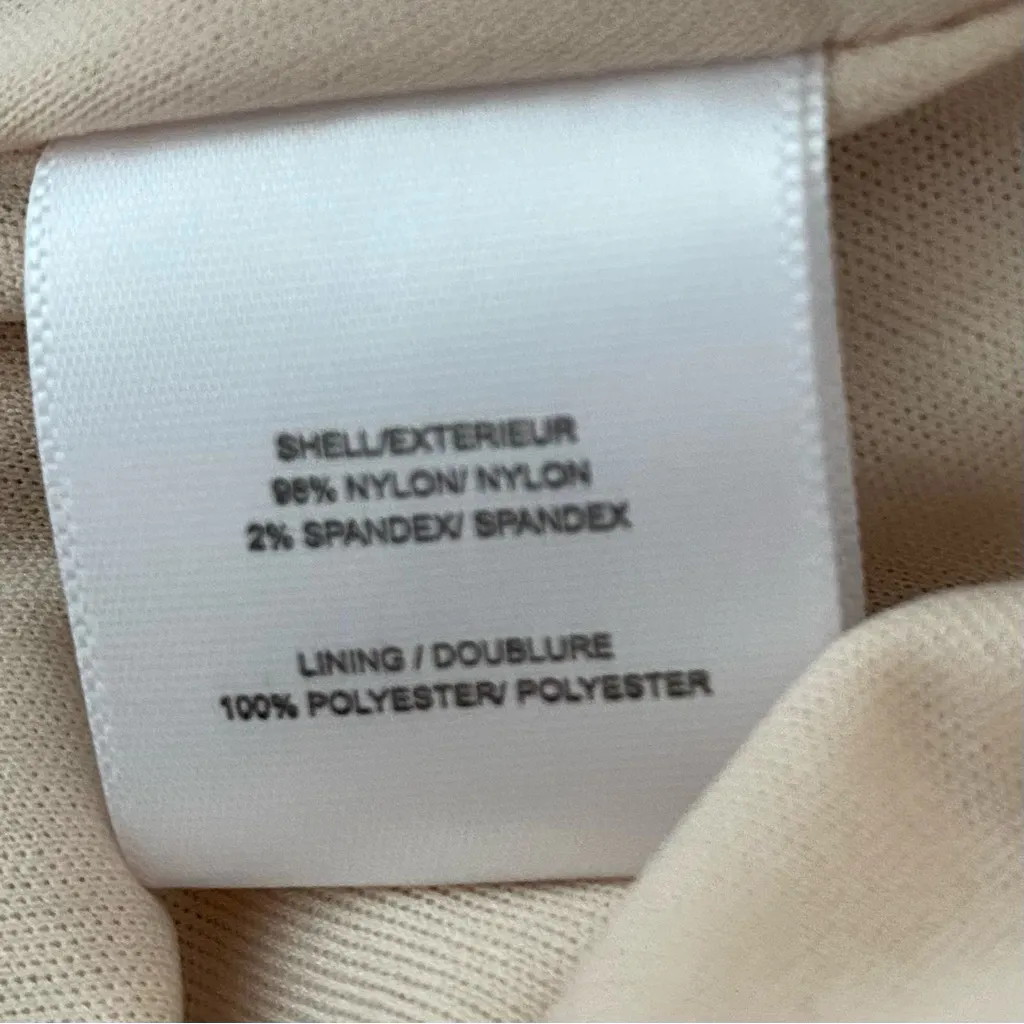 SHELL/EXTERIEUR
98% NYLON/ NYLON
2% SPANDEX/ SPANDEX
LINING / DOUBLURE
100% POLYESTER/ POLYESTER